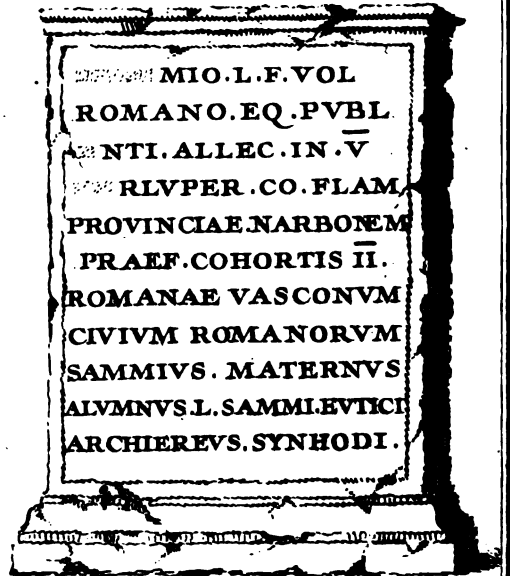 MIO.L.F.VOL
ROMANO.EQ.PVBL
NTI.ALLEC.IN.V̅
RLVPER.CO.FLAM
PROVINCIAE.NARBONEM
PRAEF.COHORTIS I̅I̅.
ROMANAE VASCONVM
CIVIVM ROMANORVM
SAMMIVS. MATERNVS
ALVMNVS.L.SAMMI.EVTICI
ARCHIEREVS.SYNHODI.